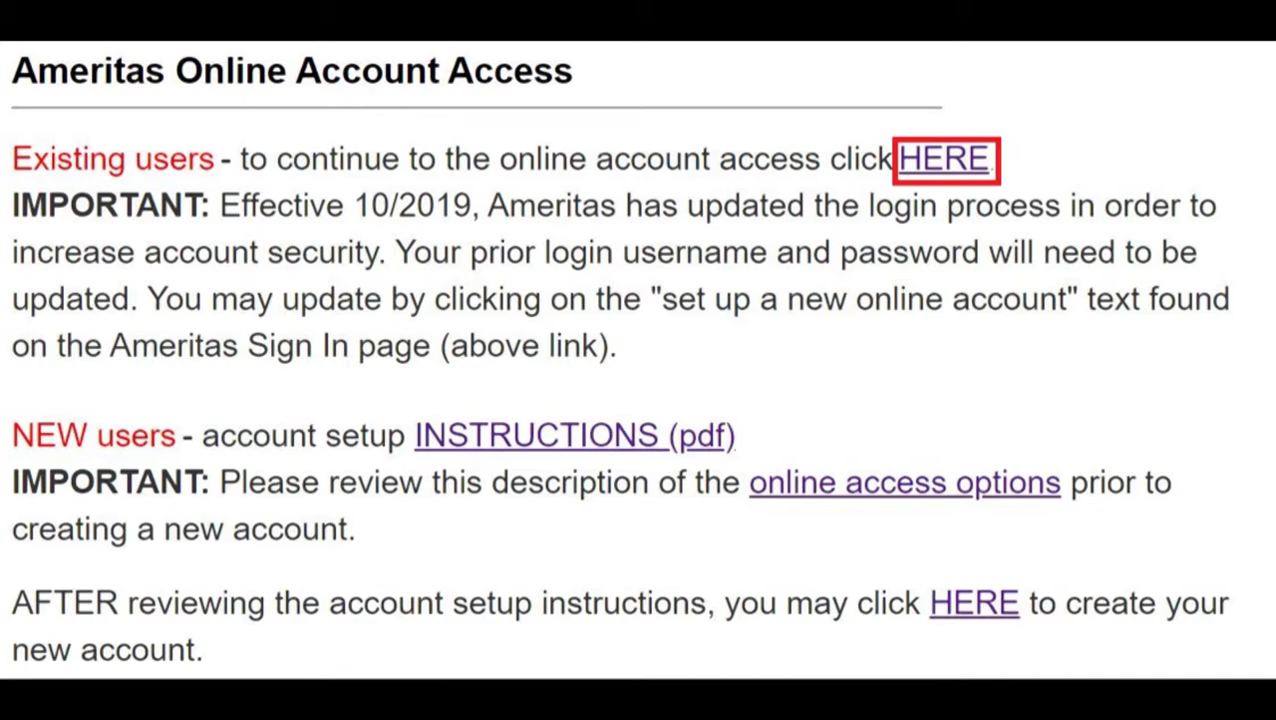 Ameritas Online Account Access
Existing users - to continue to the online account access click HERE.
IMPORTANT: Effective 10/2019, Ameritas has updated the login process in order to
increase account security. Your prior login username and password will need to be
updated. You may update by clicking on the "set up a new online account" text found
on the Ameritas Sign In page (above link).
NEW users - account setup INSTRUCTIONS (pdf)
IMPORTANT: Please review this description of the online access options prior to
creating a new account.
AFTER reviewing the account setup instructions, you may click HERE to create your
new account.